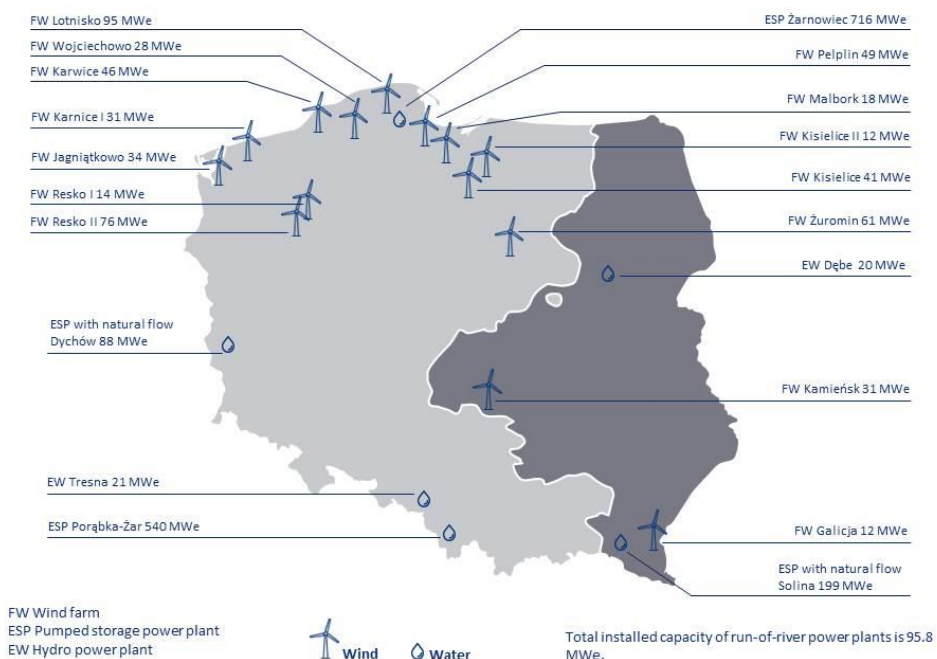 FW Lotnisko 95 MWe
FW Wojciechowo 28 MWe
FW Karwice 46 MWe
FW Karnice I 31 MWe
FW Jagniątkowo 34 MWe
FW Resko I 14 MWe
FW Resko II 76 MWe
ESP with natural flow
Dychów 88 MWe
EW Tresna 21 MWe
ESP Porąbka-Żar 540 MWe
ESP Żarnowiec 716 MWe
FW Pelplin 49 MWe
FW Malbork 18 MWe
FW Kisielice II 12 MWe
FW Kisielice 41 MWe
FW Żuromin 61 MWe
EW Dębe 20 MWe
FW Kamieńsk 31 MWe
FW Galicja 12 MWe
ESP with natural flow
Solina 199 MWe
FW Wind farm
ESP Pumped storage power plant
EW Hydro power plant
Wind
Water
Total installed capacity of run-of-river power plants is 95.8
MWe.